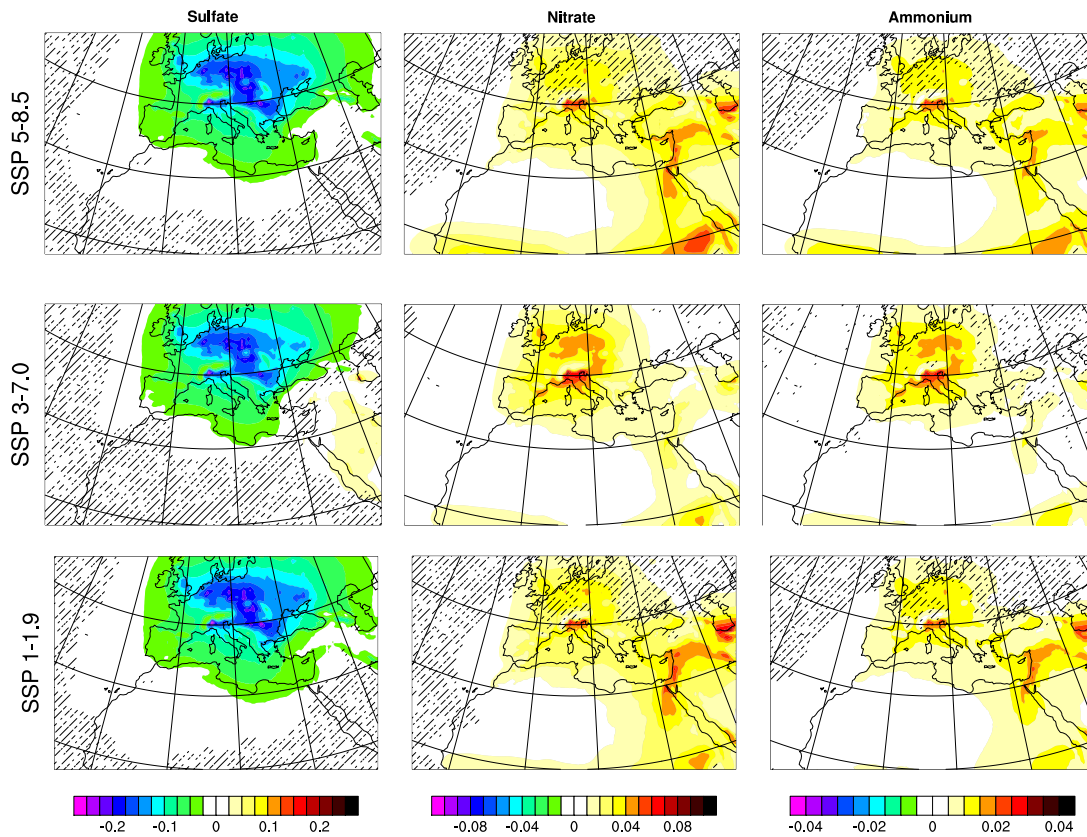 Sulfate Nitrate Ammonium
SSP 5-8.5
SSP 3-7.0
SSP 1-1.9
-0.2 -0.1 0 0.1 0.2 -0.08 -0.04 0 0.04 0.08 -0.04 -0.02 0 0.02 0.04